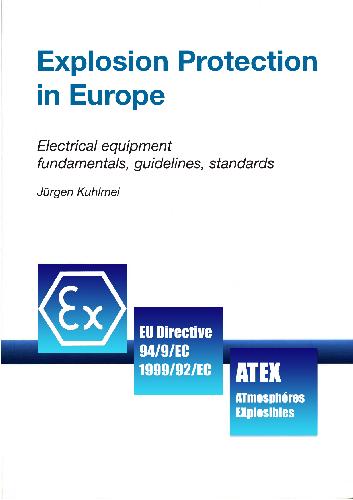 Explosion Protection
in Europe
Electrical equipment
fundamentals, guidelines, standards
Jürgen Kuhlmei
Ex
EU Directive
94/9/EC
1999/92/EC
ATEX
ATmosphères
EXplosibles